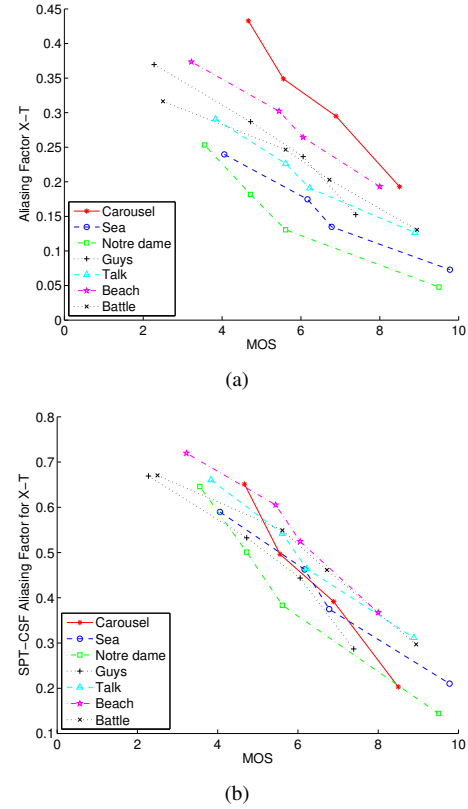 0.45
0.4
0.35
0.3
0.25
0.2
0.15
0.1
0.05
0
Aliasing Factor X-T
Carousel
Sea
Notre dame
Guys
Talk
Beach
Battle
0 2 4 6 8 10
MOS
(a)
0.8
0.7
0.6
0.5
0.4
0.3
0.2
0.1
SPT-CSF Aliasing Factor for X-T
Carousel
Sea
Notre dame
Guys
Talk
Beach
Battle
0 2 4 6 8 10
MOS
(b)